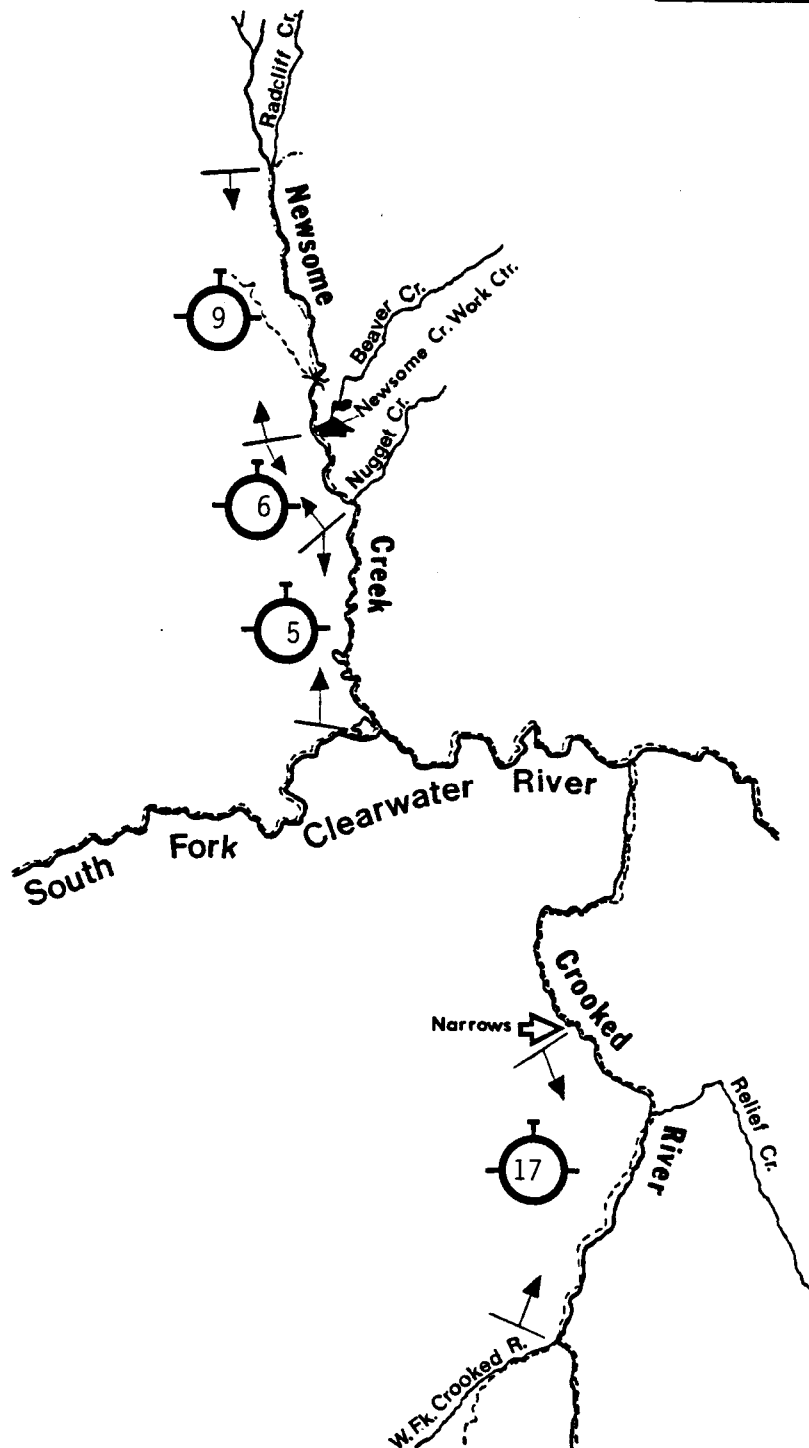 Radcliff Cr.
Newsome
9
Beaver Cr.
Newsome Cr. Work Ctr.
Nugget Cr.
6
Creek
5
South Fork Clearwater River
Crooked
Narrows
Relief Cr.
River
17
W. Fk. Crooked R.